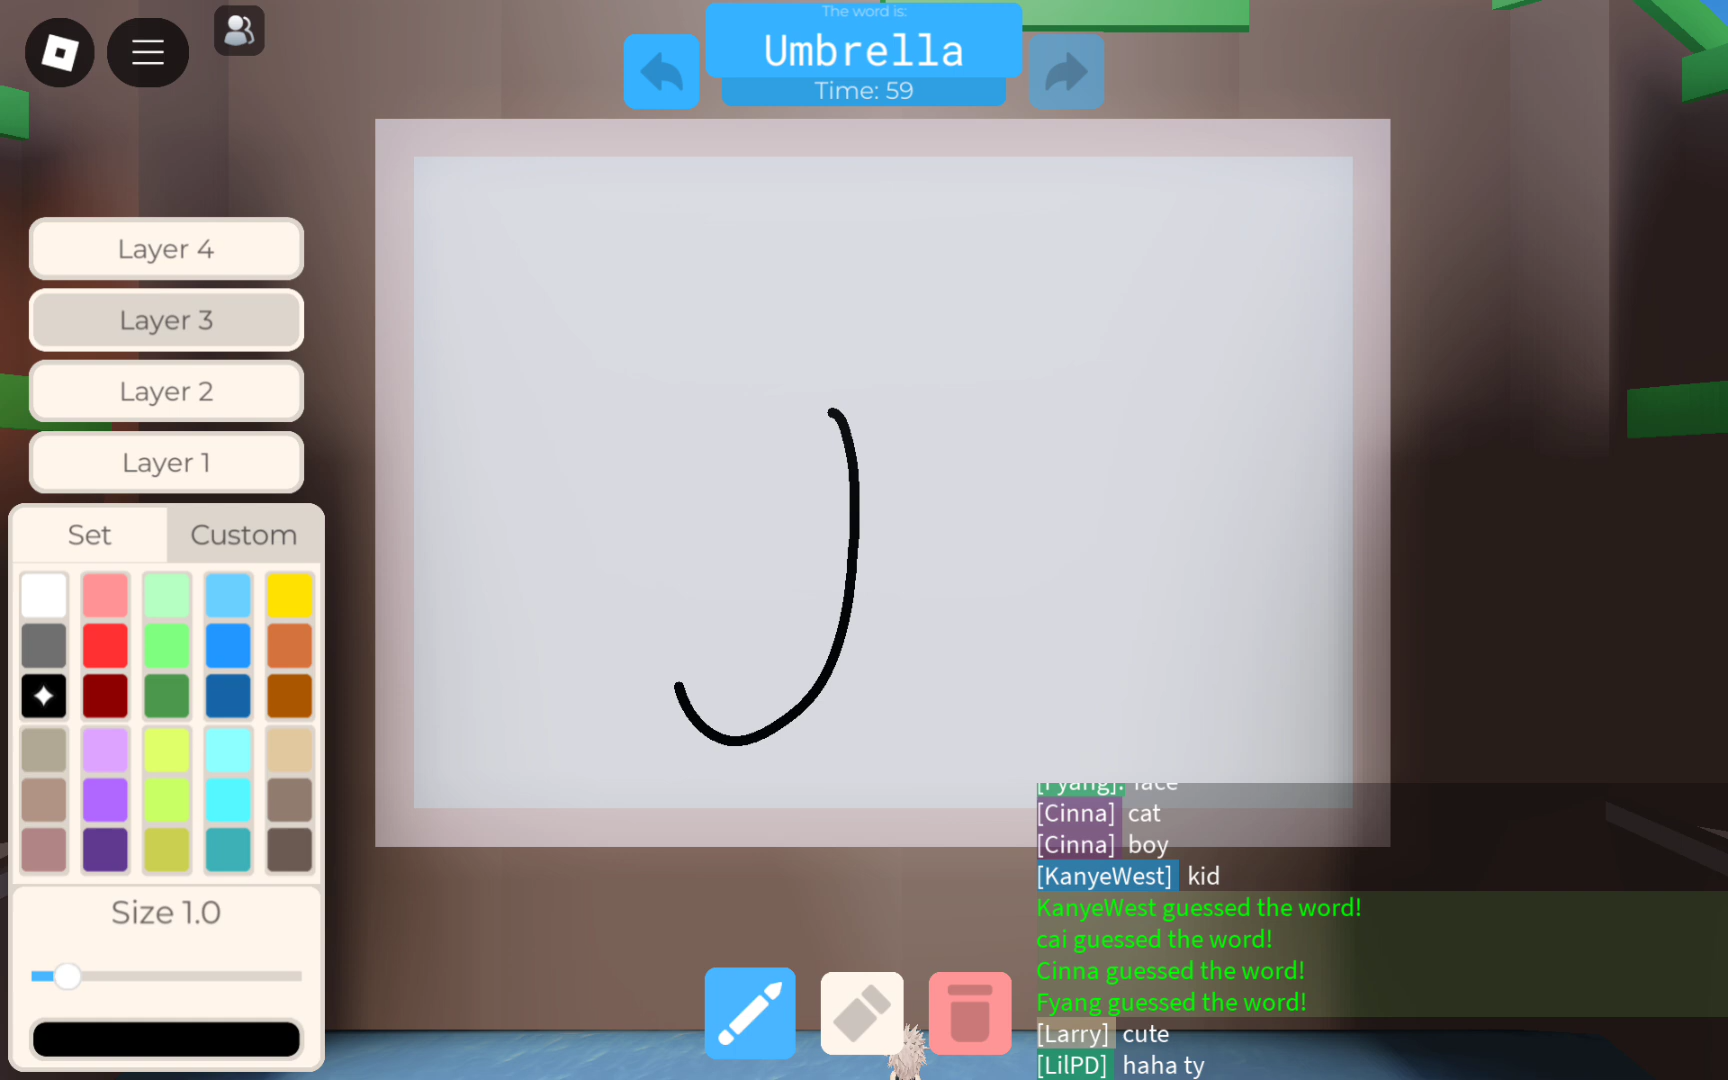 The word is:
Umbrella
Time: 59
Layer 4
Layer 3
Layer 2
Layer 1
Set Custom
Size 1.0
[Fyang]: face
[Cinna] cat
[Cinna] boy
[KanyeWest] kid
KanyeWest guessed the word!
cai guessed the word!
Cinna guessed the word!
Fyang guessed the word!
[Larry] cute
[LilPD] haha ty